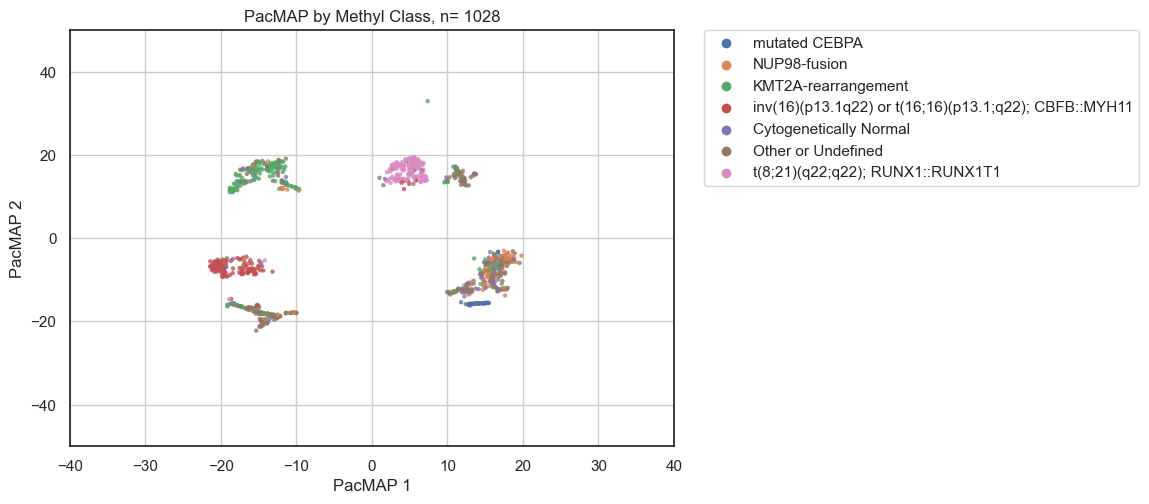 PacMAP by Methyl Class, n= 1028
mutated CEBPA
NUP98-fusion
KMT2A-rearrangement
inv(16)(p13.1q22) or t(16;16)(p13.1;q22); CBFB::MYH11
Cytogenetically Normal
Other or Undefined
t(8;21)(q22;q22); RUNX1::RUNX1T1
PacMAP 2
40
20
0
−20
−40
−40 −30 −20 −10 0 10 20 30 40
PacMAP 1